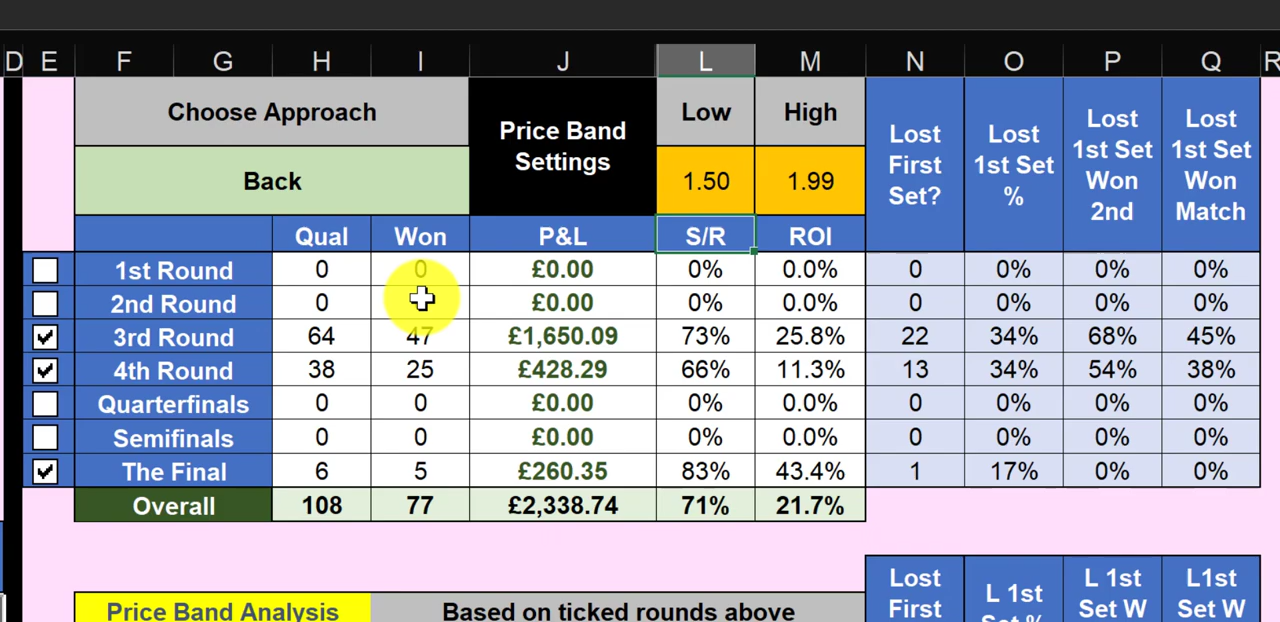 D E F G H I J L M N O P Q R
Choose Approach
Price Band
Settings
Low High
Lost
First
Set?
Lost
1st Set
%
Lost
1st Set
Won
2nd
Lost
1st Set
Won
Match
Back 1.50 1.99
Qual Won P&L S/R ROI
1st Round 0 0 £0.00 0% 0.0% 0 0% 0% 0%
2nd Round 0 £0.00 0% 0.0% 0 0% 0% 0%
3rd Round 64 47 £1,650.09 73% 25.8% 22 34% 68% 45%
4th Round 38 25 £428.29 66% 11.3% 13 34% 54% 38%
Quarterfinals 0 0 £0.00 0% 0.0% 0 0% 0% 0%
Semifinals 0 0 £0.00 0% 0.0% 0 0% 0% 0%
The Final 6 5 £260.35 83% 43.4% 1 17% 0% 0%
Overall 108 77 £2,338.74 71% 21.7%
Price Band Analysis Based on ticked rounds above
Lost
First
L 1st
L 1st
Set W
L1st
Set W